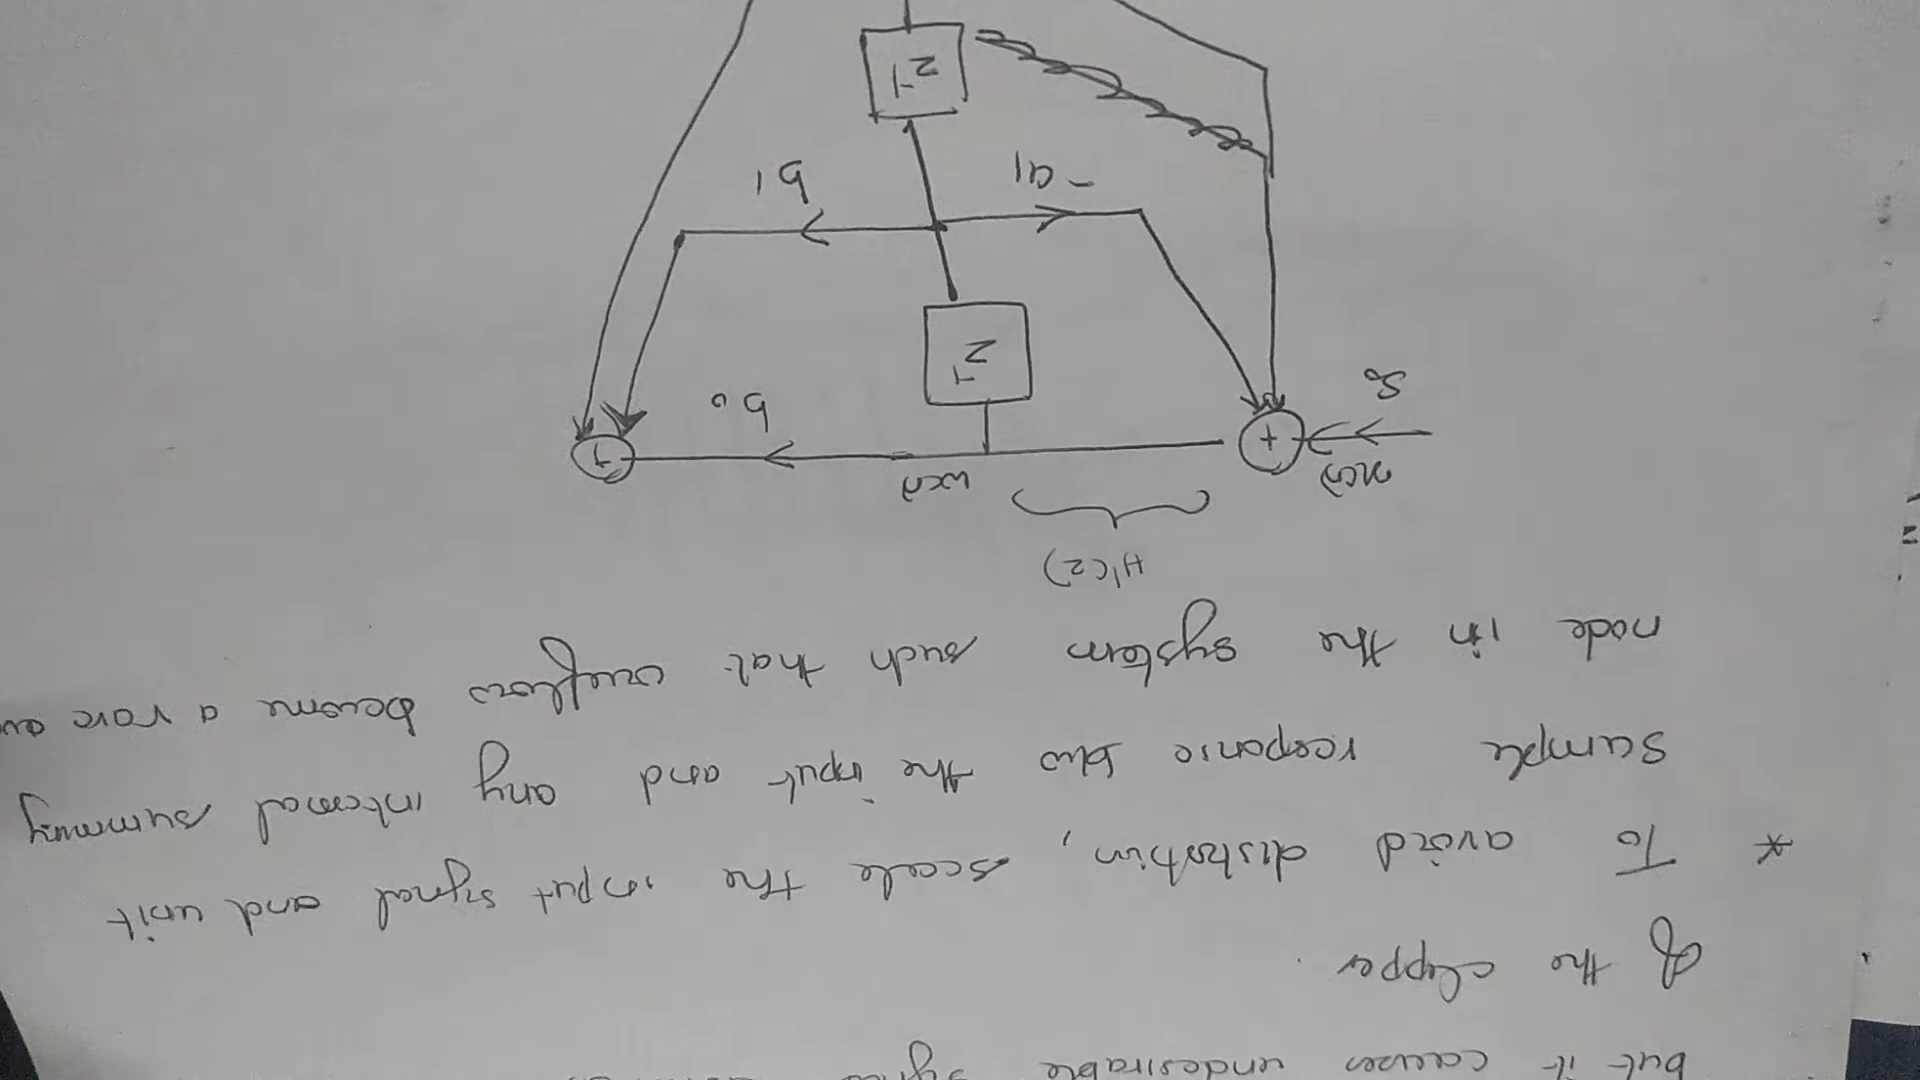 but it causes undesirable
of the clipper.
* To avoid distortin, scale the input signal and unit
sample response b/w the input and any internal summing
node in the system such that overflow become a rare
H'(z)
x(n) w(n)
S0 b0
z-1
-a1 b1
z-1